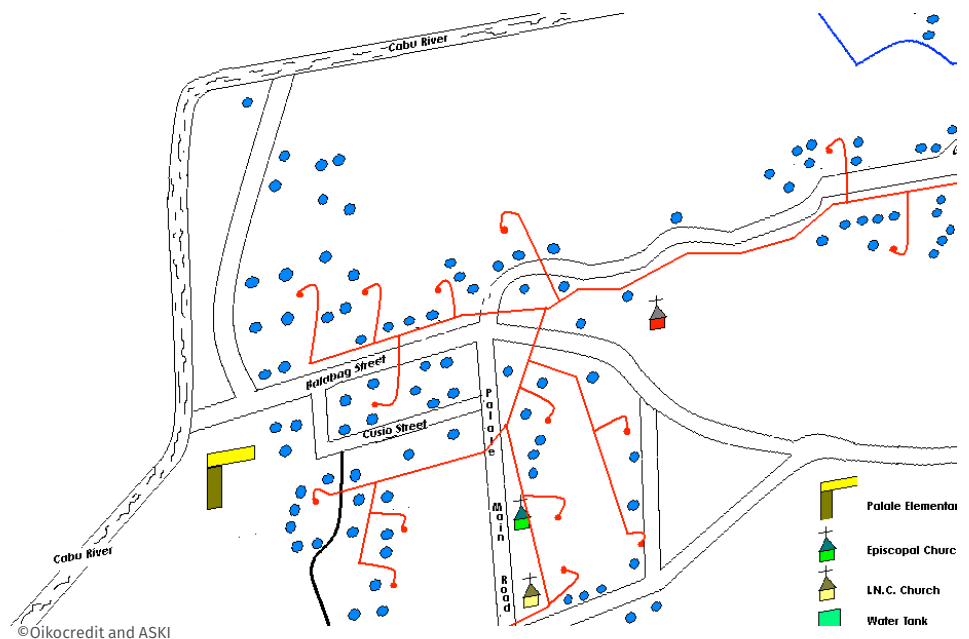 Cabu River
Balabag Street
Cusio Street
Palale
Main
Road
Cabu River
Palale Elementar
Episcopal Churc
I.N.C. Church
Water Tank
©Oikocredit and ASKI